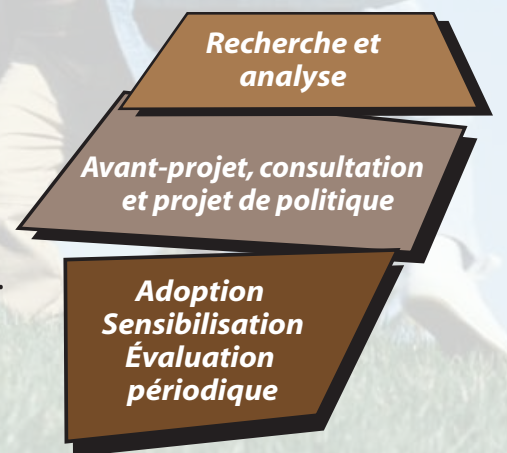 Recherche et
analyse
Avant-projet, consultation
et projet de politique
Adoption
Sensibilisation
Évaluation
périodique